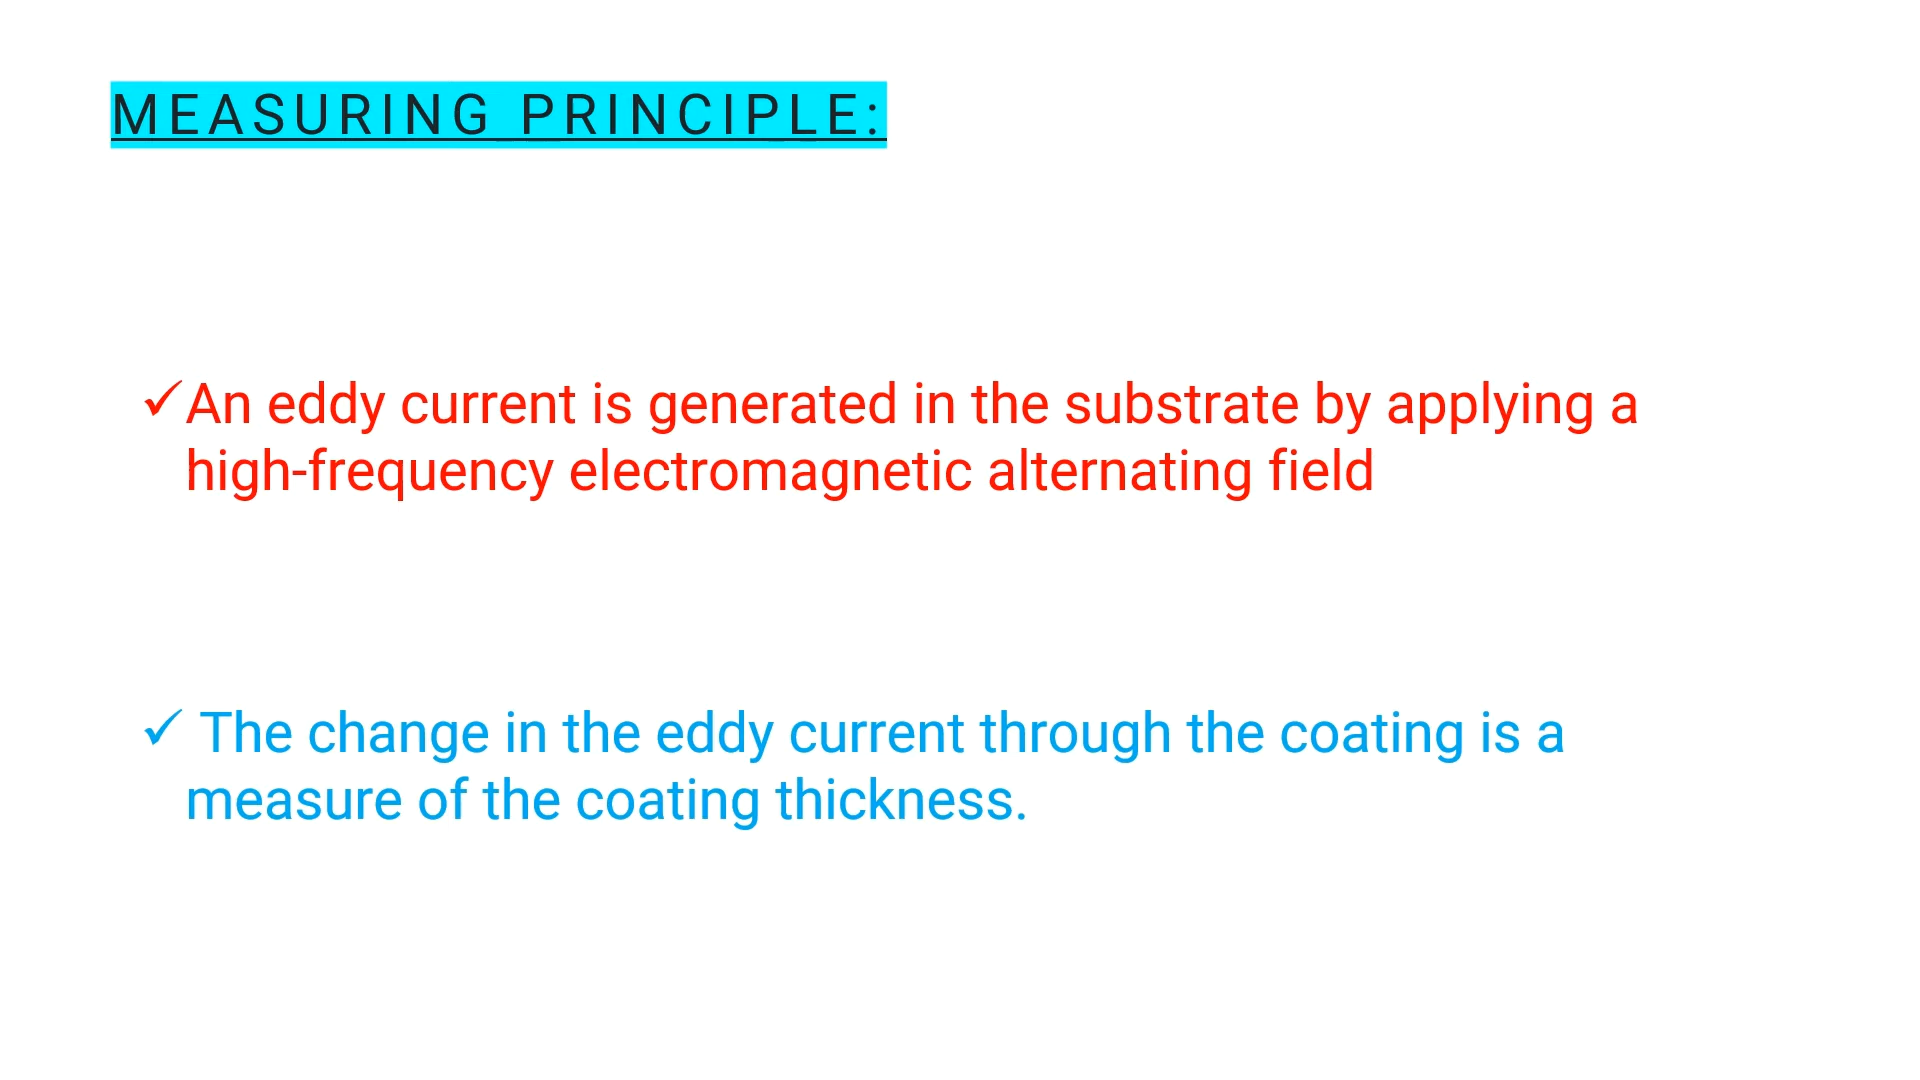 MEASURING PRINCIPLE:
✓An eddy current is generated in the substrate by applying a
high-frequency electromagnetic alternating field
✓ The change in the eddy current through the coating is a
measure of the coating thickness.